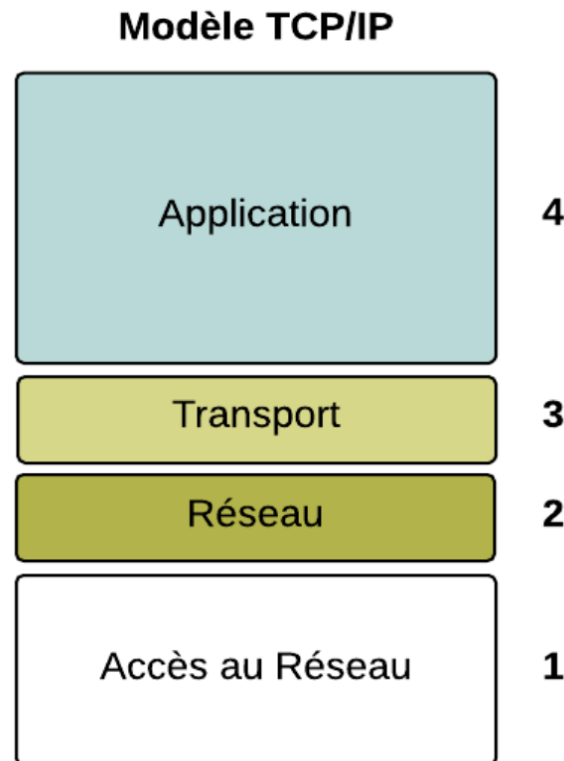 Modèle TCP/IP
Application 4
Transport 3
Réseau 2
Accès au Réseau 1